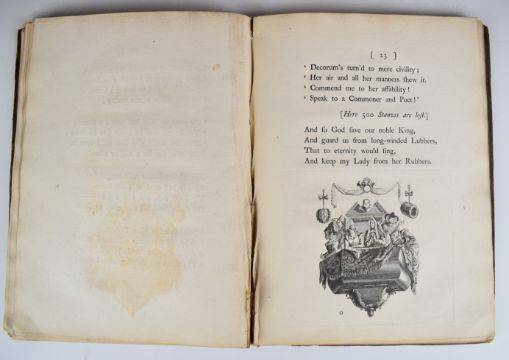 [ 23 ]
‘ Decorum's turn'd to mere civility ;
‘ Her air and all her manners ſhew it.
‘ Commend me to her affability !
‘ Speak to a Commoner and Poet !’
[Here 500 Stanzas are loſt]
And ſo God ſave our noble King,
And guard us from long-winded Lubbers,
That to eternity would ſing,
And keep my Lady from her Rubbers.